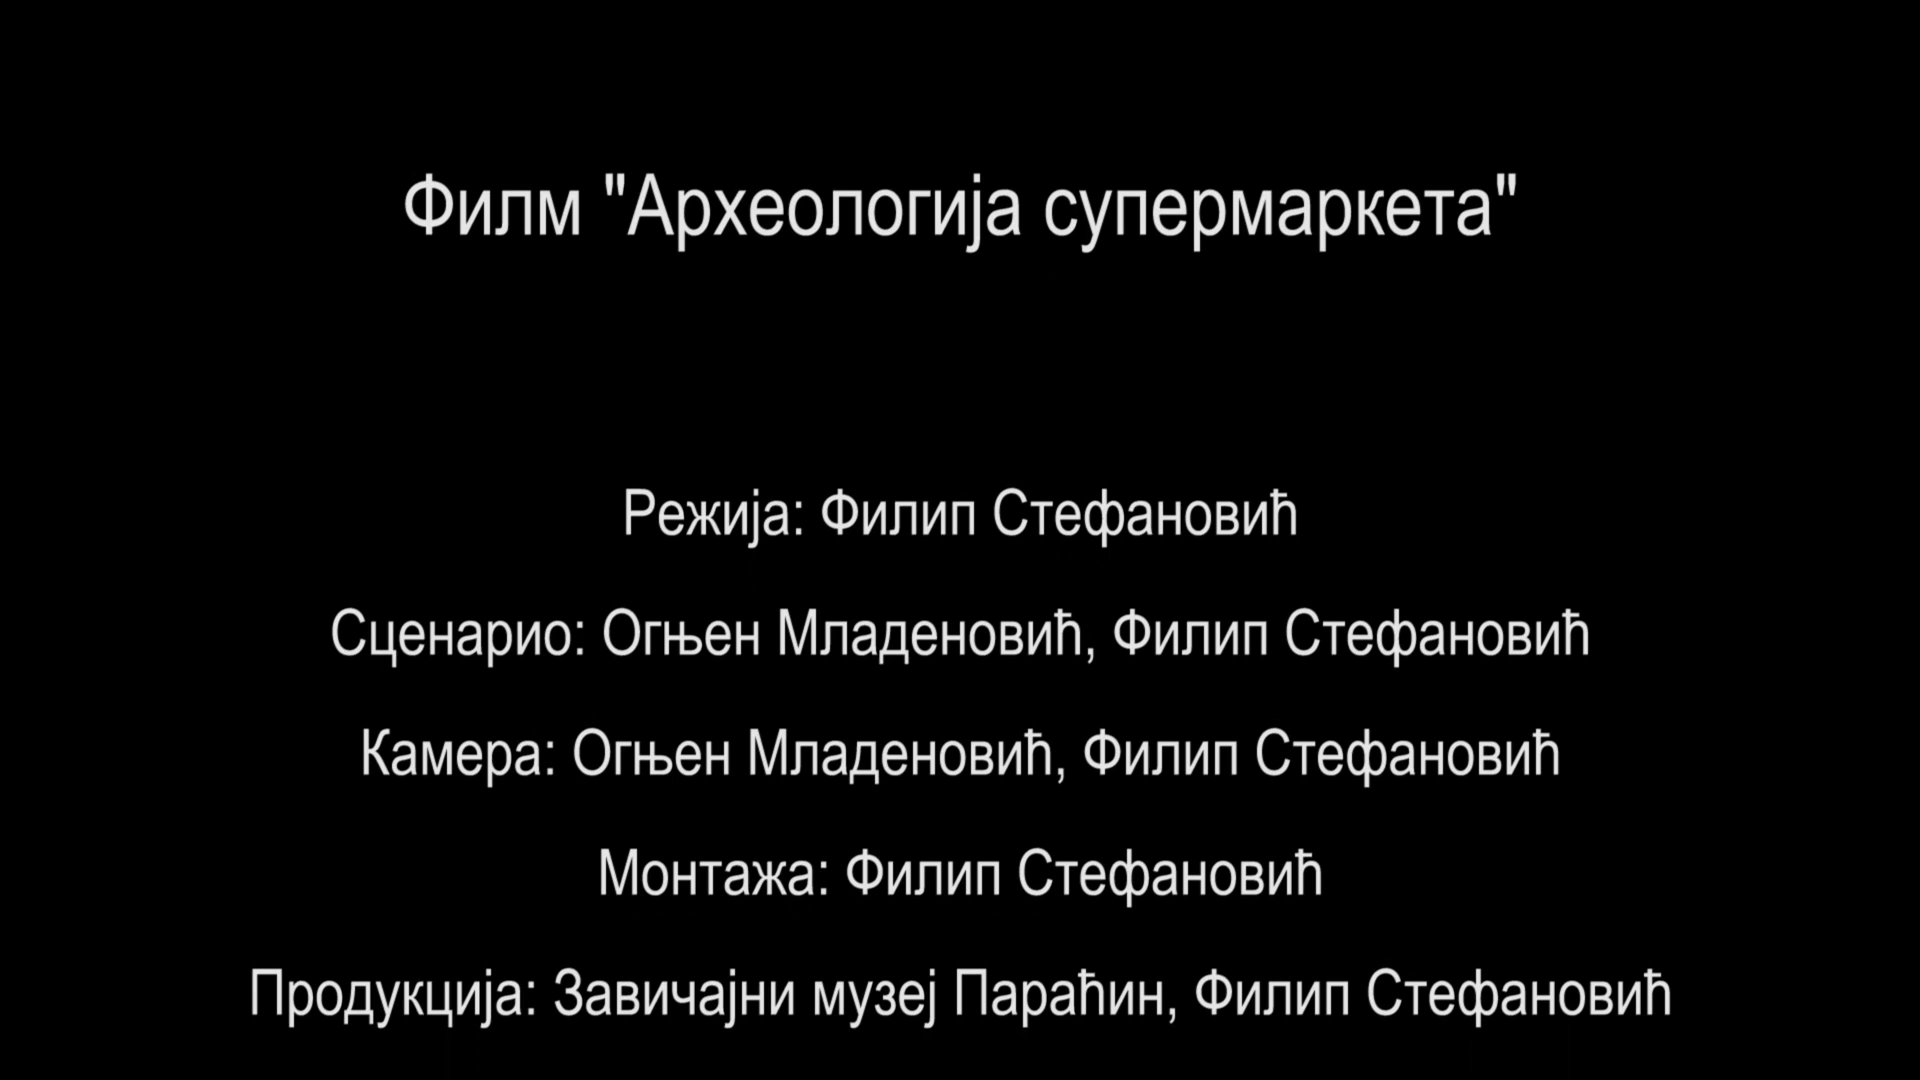 Филм "Археологија супермаркета"
Режија: Филип Стефановић
Сценарио: Огњен Младеновић, Филип Стефановић
Камера: Огњен Младеновић, Филип Стефановић
Монтажа: Филип Стефановић
Продукција: Завичајни музеј Параћин, Филип Стефановић